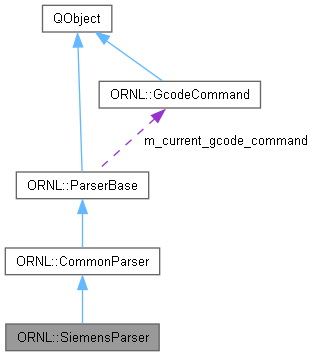 QObject
ORNL::GcodeCommand
m_current_gcode_command
ORNL::ParserBase
ORNL::CommonParser
ORNL::SiemensParser